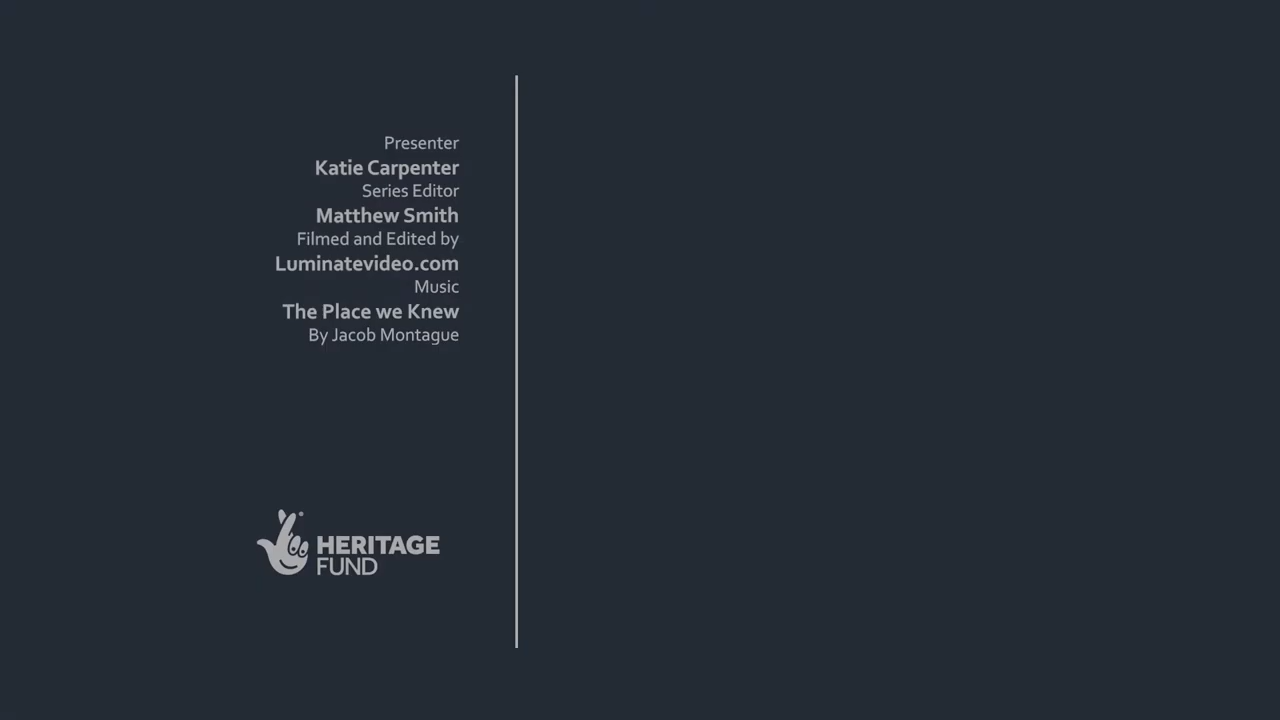 Presenter
Katie Carpenter
Series Editor
Matthew Smith
Filmed and Edited by
Luminatevideo.com
Music
The Place we Knew
By Jacob Montague
HERITAGE
FUND